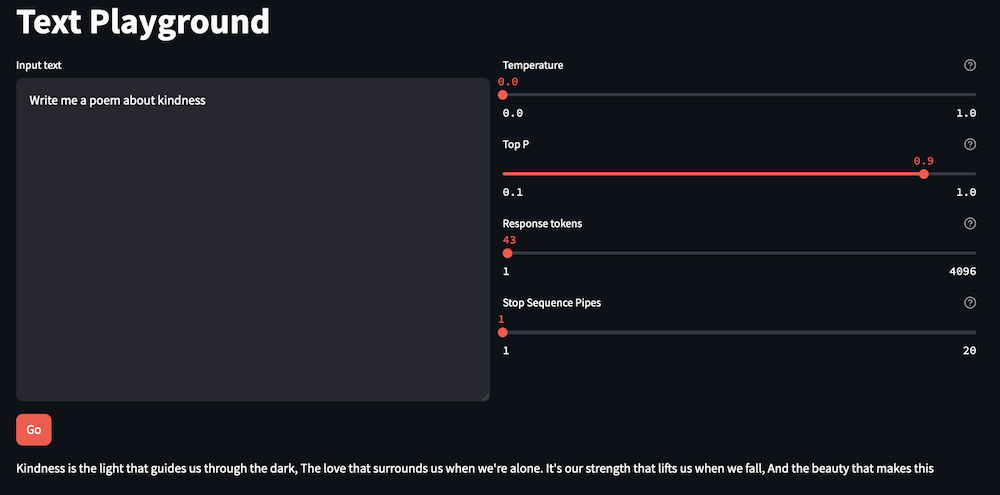 Text Playground
Input text
Write me a poem about kindness
Temperature
0.0
0.0 1.0
Top P
0.9
0.1 1.0
Response tokens
43
1 4096
Stop Sequence Pipes
1
1 20
Go
Kindness is the light that guides us through the dark, The love that surrounds us when we're alone. It's our strength that lifts us when we fall, And the beauty that makes this